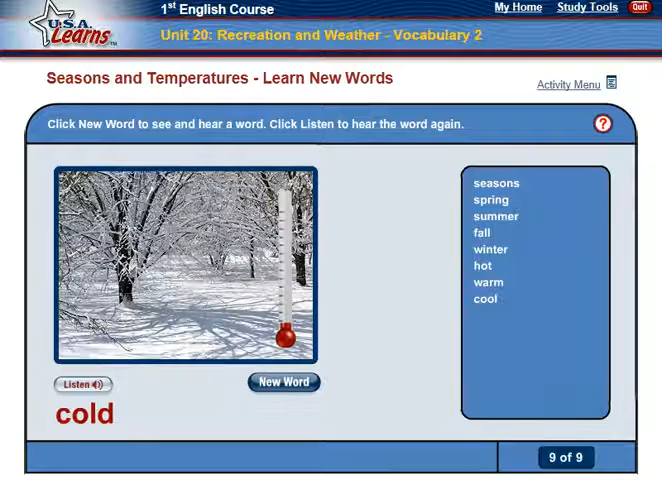 U.S.A.
Learns™
1st English Course
My Home
Study Tools
Quit
Unit 20: Recreation and Weather - Vocabulary 2
Seasons and Temperatures - Learn New Words
Activity Menu
Click New Word to see and hear a word. Click Listen to hear the word again.
?
seasons
spring
summer
fall
winter
hot
warm
cool
Listen
New Word
cold
9 of 9